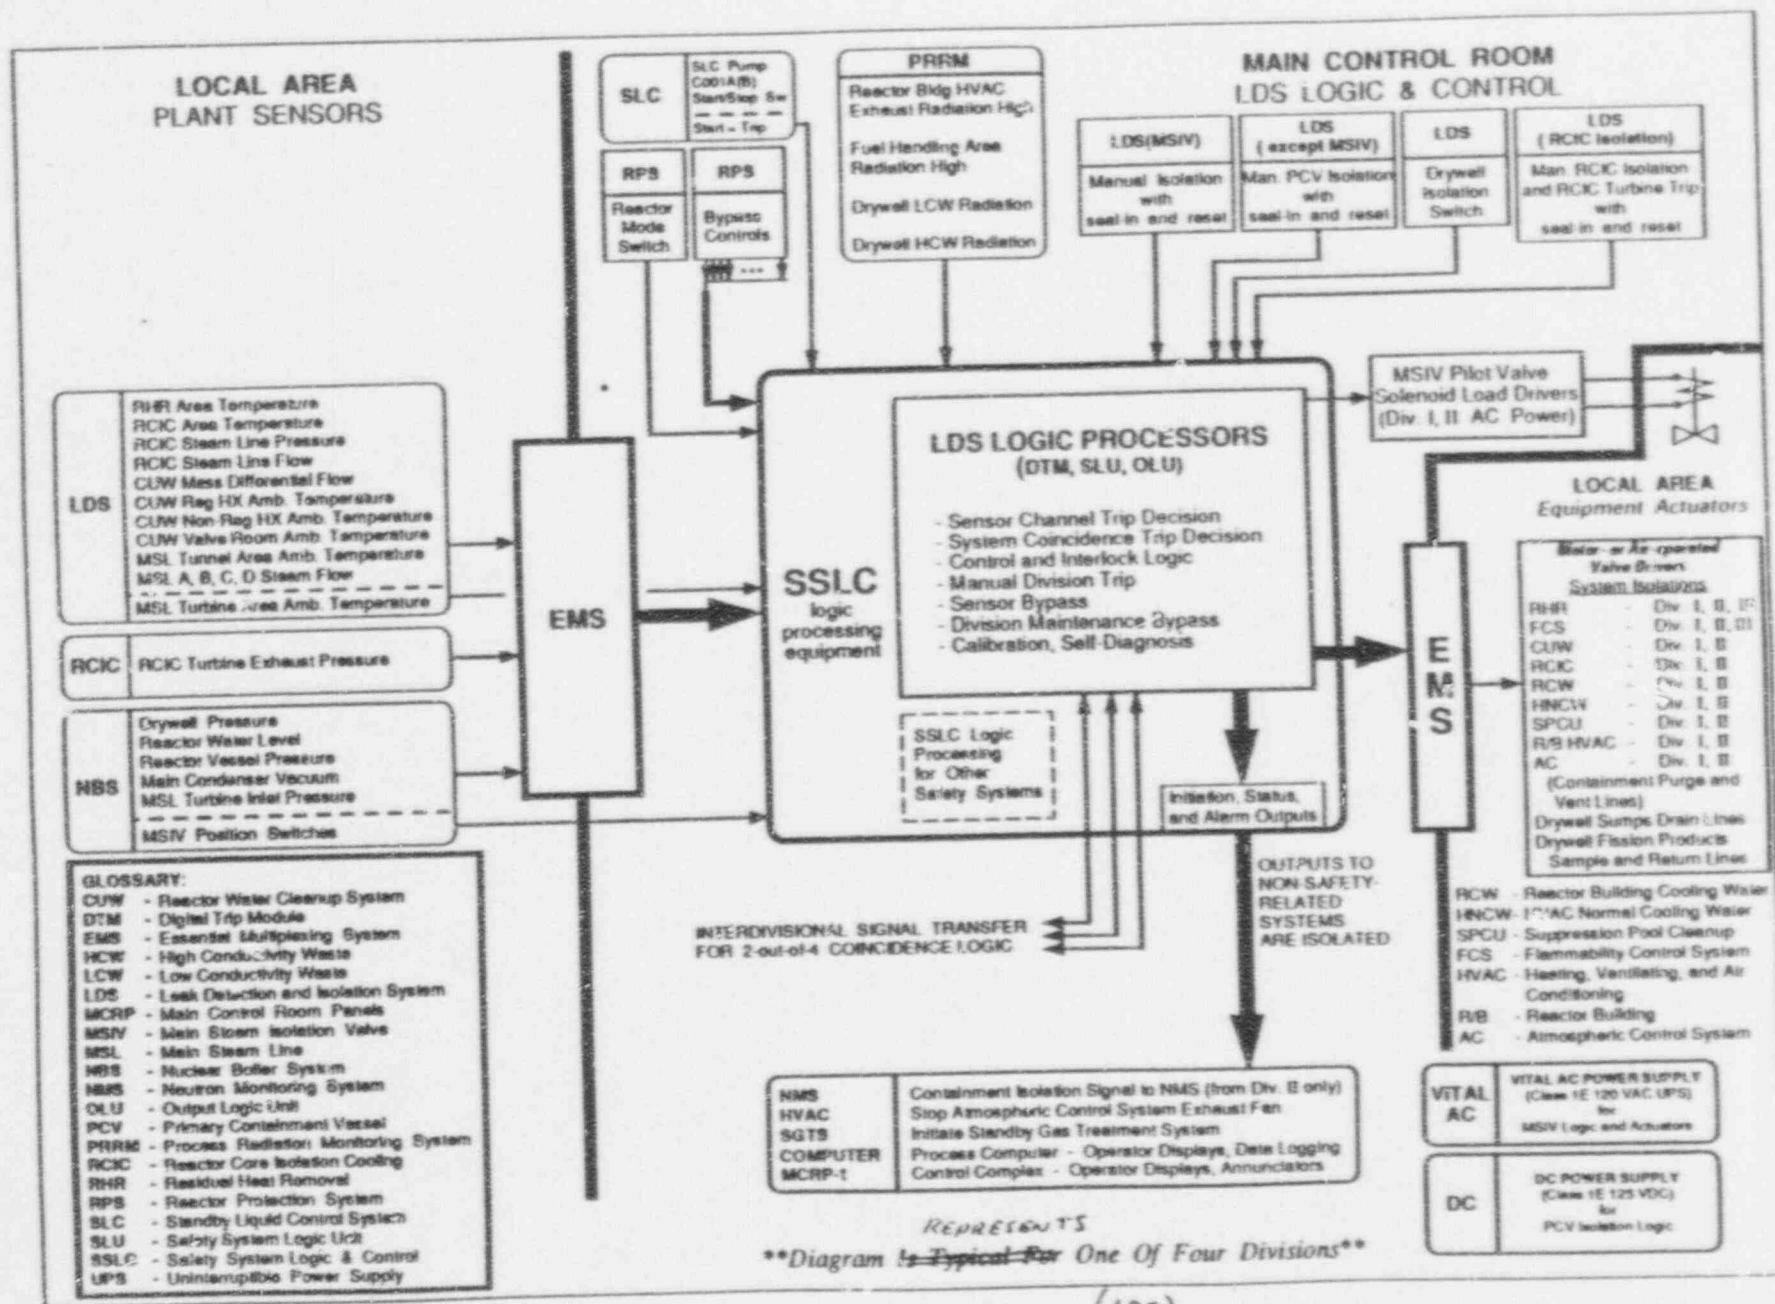 LOCAL AREA
PLANT SENSORS
SLC
SLC Pump
C001A(B)
Start/Stop Sw
Start - Trip
RPS
Reactor
Mode
Switch
RPS
Bypass
Controls
...
PRRM
Reactor Bldg HVAC
Exhaust Radiation High
Fuel Handling Area
Radiation High
Drywell LCW Radiation
Drywell HCW Radiation
MAIN CONTROL ROOM
LDS LOGIC & CONTROL
LDS(MSIV)
Manual Isolation
with
seal-in and reset
LDS
( except MSIV)
Man. PCV Isolation
with
seal-in and reset
LDS
Drywell
Isolation
Switch
LDS
( RCIC Isolation)
Man. RCIC Isolation
and RCIC Turbine Trip
with
seal-in and reset
LDS
RHR Area Temperature
RCIC Area Temperature
RCIC Steam Line Pressure
RCIC Steam Line Flow
CUW Mass Differential Flow
CUW Reg HX Amb. Temperature
CUW Non-Reg HX Amb. Temperature
CUW Valve Room Amb. Temperature
MSL Tunnel Area Amb. Temperature
MSL A, B, C, D Steam Flow
MSL Turbine Area Amb. Temperature
RCIC
RCIC Turbine Exhaust Pressure
NBS
Drywell Pressure
Reactor Water Level
Reactor Vessel Pressure
Main Condenser Vacuum
MSL Turbine Inlet Pressure
MSIV Position Switches
EMS
SSLC
logic
processing
equipment
LDS LOGIC PROCESSORS
(DTM, SLU, OLU)
- Sensor Channel Trip Decision
- System Coincidence Trip Decision
- Control and Interlock Logic
- Manual Division Trip
- Sensor Bypass
- Division Maintenance Bypass
- Calibration, Self-Diagnosis
SSLC Logic
Processing
for Other
Safety Systems
Initiation, Status,
and Alarm Outputs
MSIV Pilot Valve
Solenoid Load Drivers
(Div. I, II AC Power)
LOCAL AREA
Equipment Actuators
EMS
Motor- or Air-operated
Valve Drivers
System Isolations
RHR - Div. I, II,
FCS - Div. I, II, III
CUW - Div. I, II
RCIC - Div. I, II
RCW - Div. I, II
HNCW - Div. I, II
SPCU - Div. I, II
R/B HVAC - Div. I, II
AC - Div. I, II
(Containment Purge and
Vent Lines)
Drywell Sumps Drain Lines
Drywell Fission Products
Sample and Return Lines
INTERDIVISIONAL SIGNAL TRANSFER
FOR 2-out-of-4 COINCIDENCE LOGIC
OUTPUTS TO
NON-SAFETY-
RELATED
SYSTEMS
ARE ISOLATED
RCW - Reactor Building Cooling Water
HNCW - HVAC Normal Cooling Water
SPCU - Suppression Pool Cleanup
FCS - Flammability Control System
HVAC - Heating, Ventilating, and Air
Conditioning
R/B - Reactor Building
AC - Atmospheric Control System
GLOSSARY:
CUW - Reactor Water Cleanup System
DTM - Digital Trip Module
EMS - Essential Multiplexing System
HCW - High Conductivity Waste
LCW - Low Conductivity Waste
LDS - Leak Detection and Isolation System
MCRP - Main Control Room Panels
MSIV - Main Steam Isolation Valve
MSL - Main Steam Line
NBS - Nuclear Boiler System
NMS - Neutron Monitoring System
OLU - Output Logic Unit
PCV - Primary Containment Vessel
PRRM - Process Radiation Monitoring System
RCIC - Reactor Core Isolation Cooling
RHR - Residual Heat Removal
RPS - Reactor Protection System
SLC - Standby Liquid Control System
SLU - Safety System Logic Unit
SSLC - Safety System Logic & Control
UPS - Uninterruptible Power Supply
NMS Containment Isolation Signal to NMS (from Div. II only)
HVAC Stop Atmospheric Control System Exhaust Fan
SGTS Initiate Standby Gas Treatment System
COMPUTER Process Computer - Operator Displays, Data Logging
MCRP-1 Control Complex - Operator Displays, Annunciators
VITAL
AC
VITAL AC POWER SUPPLY
(Class 1E 120 VAC UPS)
for
MSIV Logic and Actuators
DC
DC POWER SUPPLY
(Class 1E 125 VDC)
for
PCV Isolation Logic
REPRESENTS
**Diagram Is Typical For One Of Four Divisions**